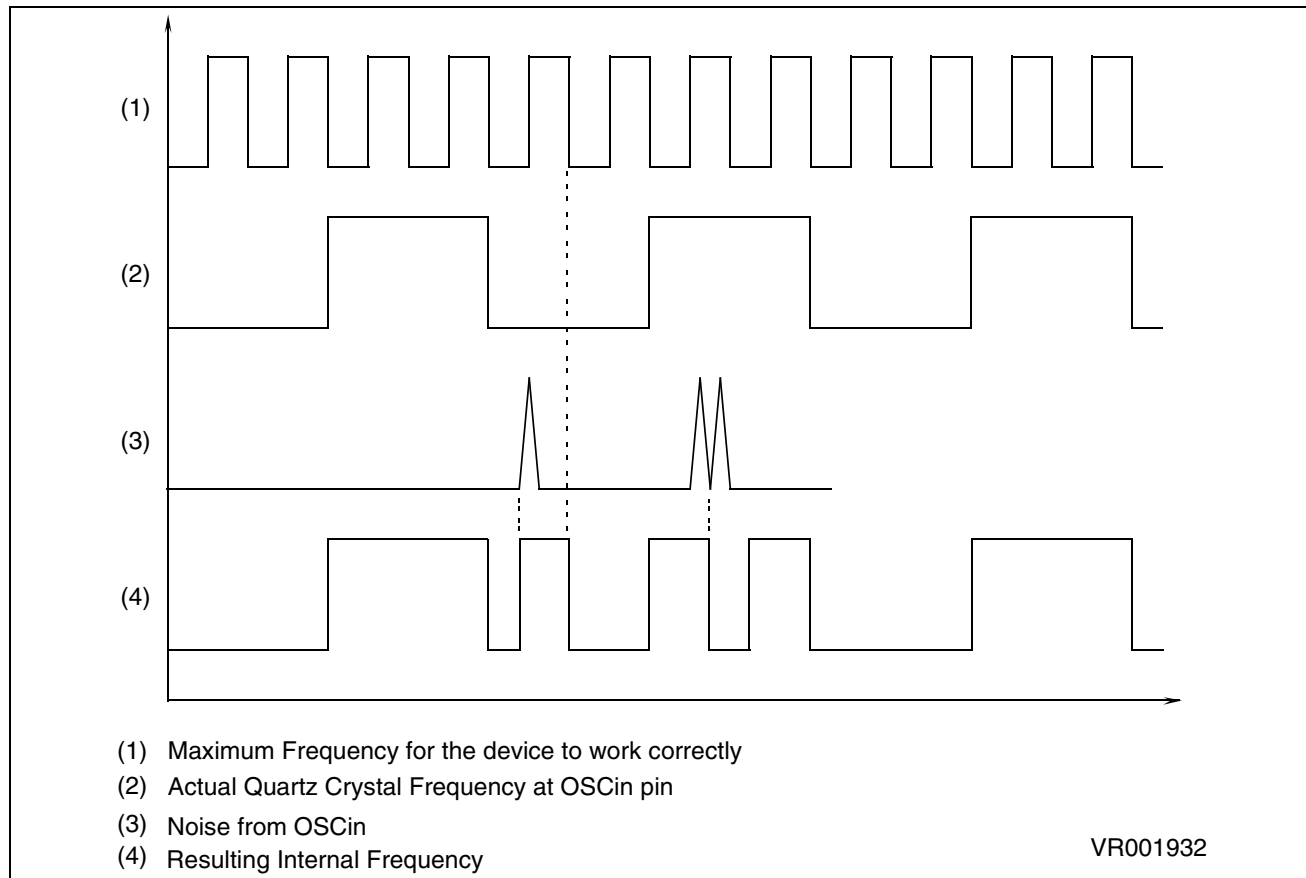 (1)
(2)
(3)
(4)
(1) Maximum Frequency for the device to work correctly
(2) Actual Quartz Crystal Frequency at OSCin pin
(3) Noise from OSCin
(4) Resulting Internal Frequency
VR001932